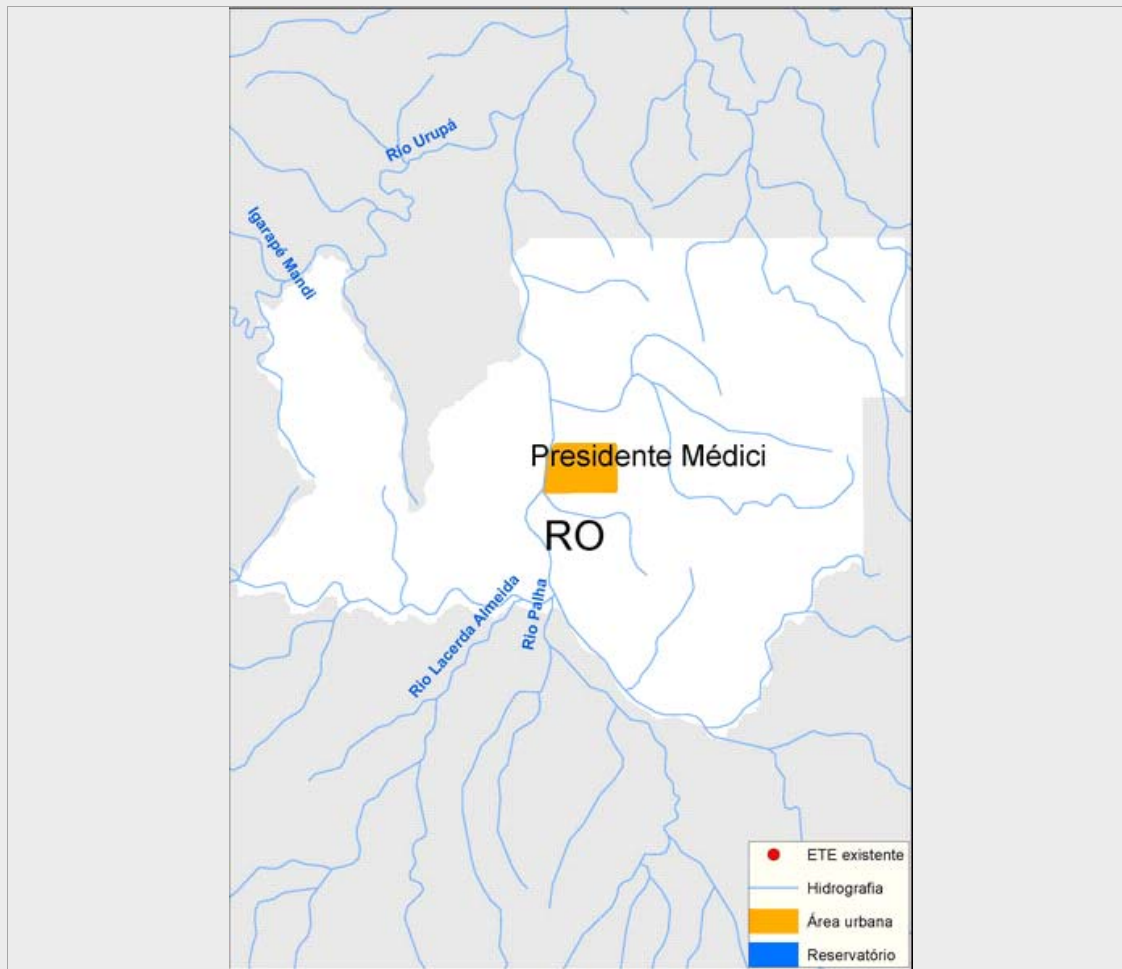 Rio Urupá
Igarapé Mandi
Presidente Médici
RO
Rio Lacerda Almeida
Rio Palha
ETE existente
Hidrografia
Área urbana
Reservatório